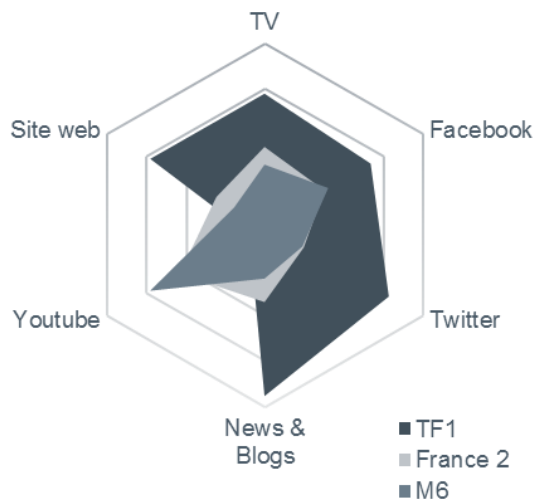 TV
Site web
Facebook
Youtube
Twitter
News &
Blogs
TF1
France 2
M6